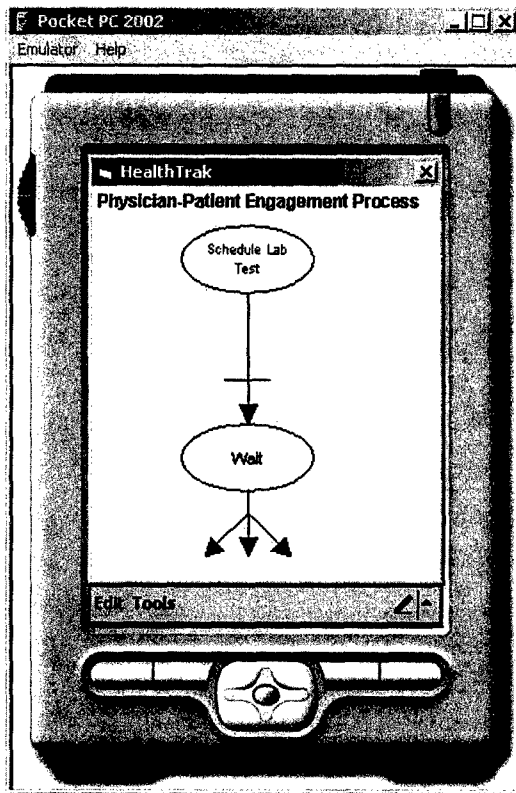 Pocket PC 2002
Emulator Help
HealthTrak
Physician-Patient Engagement Process
Schedule Lab
Test
Wait
Edit Tools